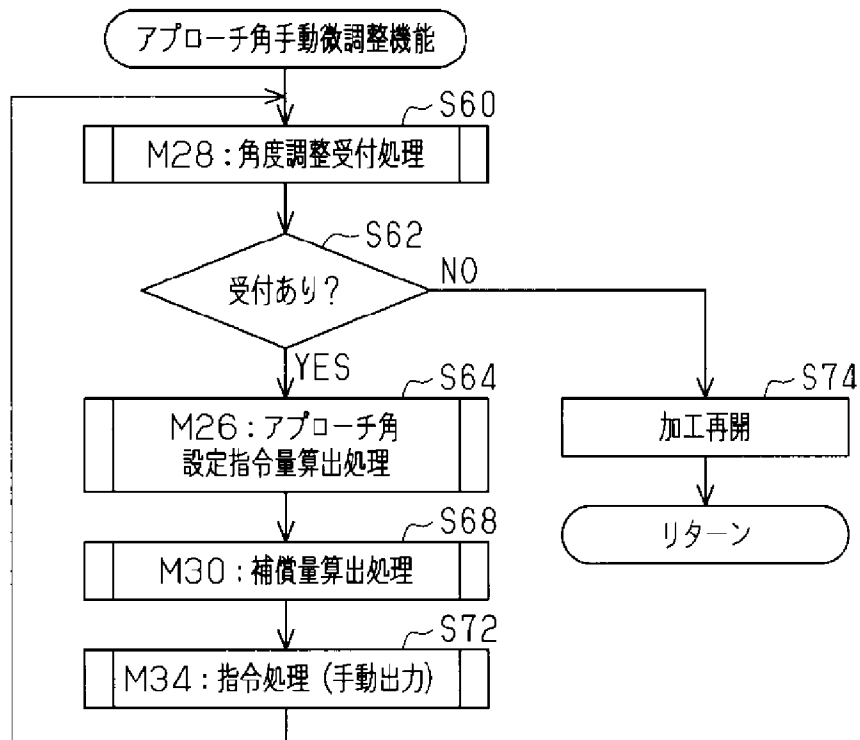 アプローチ角手動微調整機能
S60
M28：角度調整受付処理
S62
受付あり？
NO
YES
S64
M26：アプローチ角
設定指令量算出処理
S74
加工再開
S68
M30：補償量算出処理
リターン
S72
M34：指令処理（手動出力）